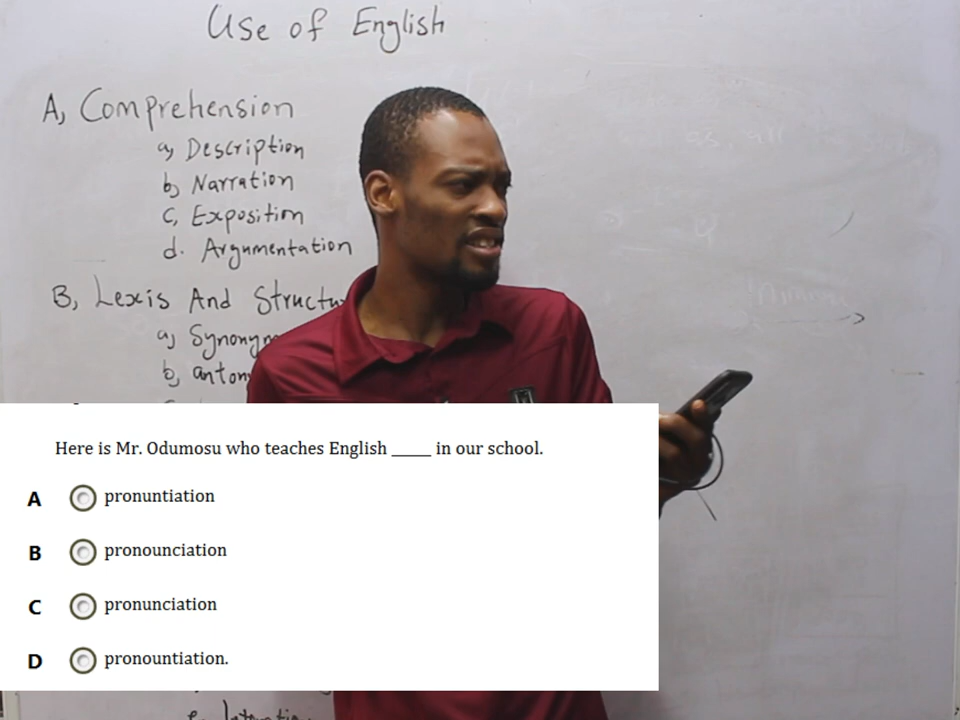 Use of English
A, Comprehension
a, Description
b, Narration
c, Exposition
d. Argumentation
B, Lexis And Structu
a, Synonym
b, anton
Here is Mr. Odumosu who teaches English _____ in our school.
A pronuntiation
B pronounciation
C pronunciation
D pronountiation.